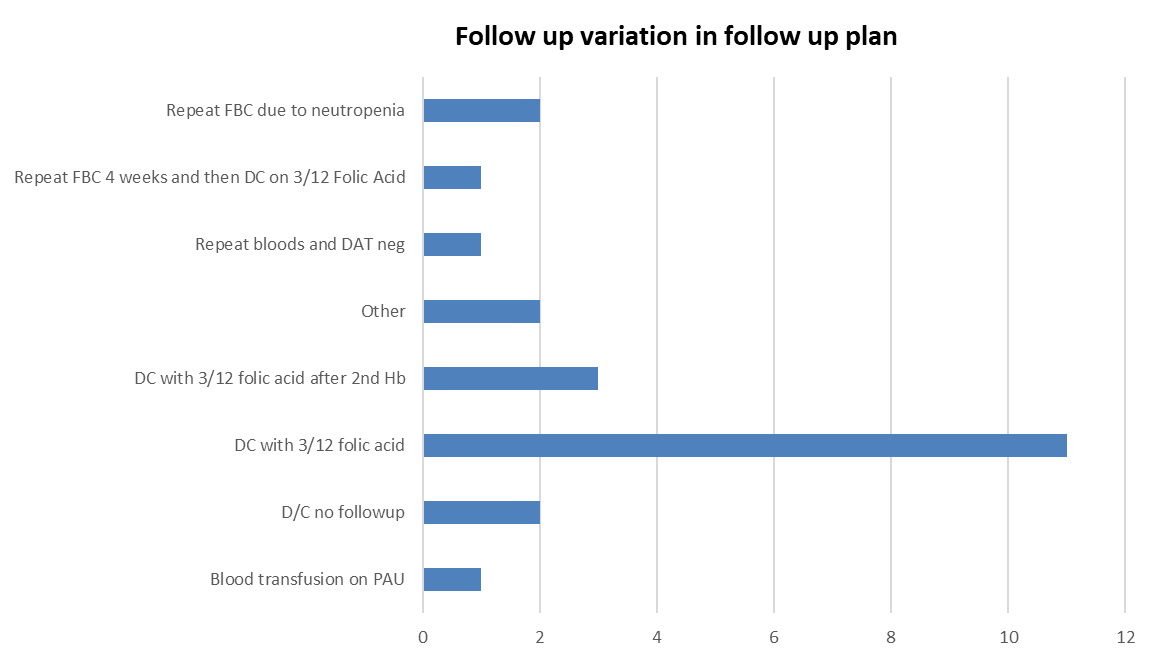 Follow up variation in follow up plan
Repeat FBC due to neutropenia
Repeat FBC 4 weeks and then DC on 3/12 Folic Acid
Repeat bloods and DAT neg
Other
DC with 3/12 folic acid after 2nd Hb
DC with 3/12 folic acid
D/C no followup
Blood transfusion on PAU
0 2 4 6 8 10 12